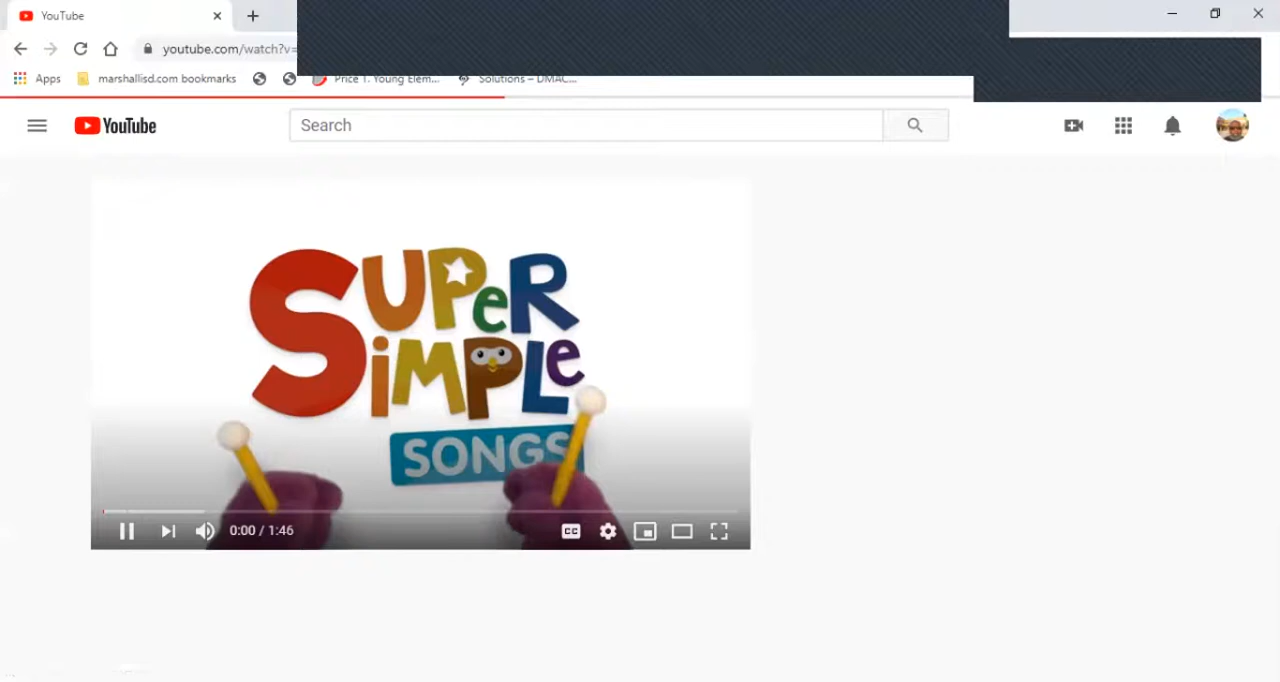 YouTube
youtube.com/watch?v=
Apps marshallisd.com bookmarks Price T. Young Elem... Solutions – DMAC...
YouTube
Search
SUPER
SIMPLE
SONGS
0:00 / 1:46
CC